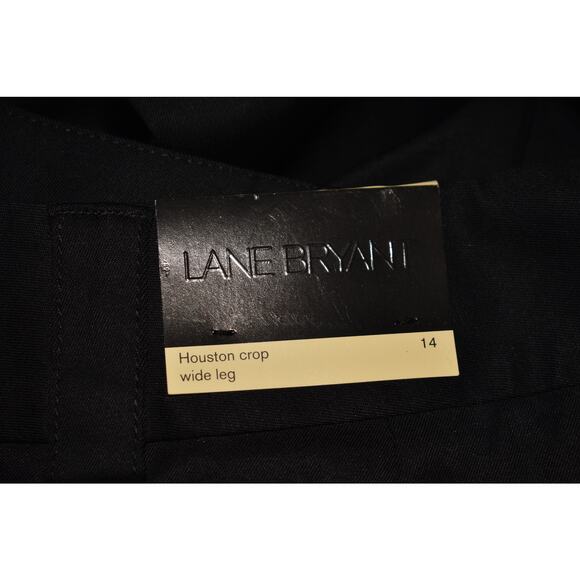 LANE BRYANT
Houston crop 14
wide leg